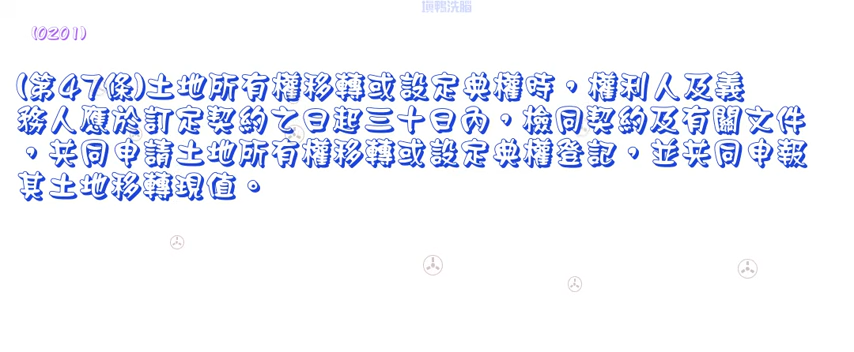 填鴨洗腦
(0201)
(第47條)土地所有權移轉或設定典權時，權利人及義
務人應於訂定契約之日起三十日內，檢同契約及有關文件
，共同申請土地所有權移轉或設定典權登記，並共同申報
其土地移轉現值。